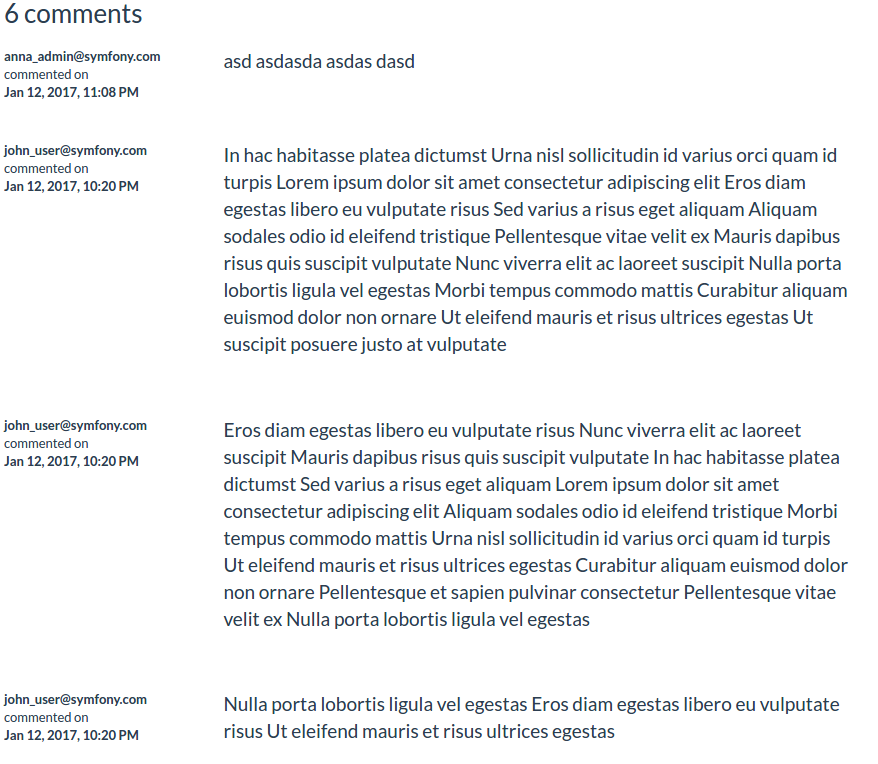 6 comments
anna_admin@symfony.com
commented on
Jan 12, 2017, 11:08 PM
asd asdasda asdas dasd
john_user@symfony.com
commented on
Jan 12, 2017, 10:20 PM
In hac habitasse platea dictumst Urna nisl sollicitudin id varius orci quam id
turpis Lorem ipsum dolor sit amet consectetur adipiscing elit Eros diam
egestas libero eu vulputate risus Sed varius a risus eget aliquam Aliquam
sodales odio id eleifend tristique Pellentesque vitae velit ex Mauris dapibus
risus quis suscipit vulputate Nunc viverra elit ac laoreet suscipit Nulla porta
lobortis ligula vel egestas Morbi tempus commodo mattis Curabitur aliquam
euismod dolor non ornare Ut eleifend mauris et risus ultrices egestas Ut
suscipit posuere justo at vulputate
john_user@symfony.com
commented on
Jan 12, 2017, 10:20 PM
Eros diam egestas libero eu vulputate risus Nunc viverra elit ac laoreet
suscipit Mauris dapibus risus quis suscipit vulputate In hac habitasse platea
dictumst Sed varius a risus eget aliquam Lorem ipsum dolor sit amet
consectetur adipiscing elit Aliquam sodales odio id eleifend tristique Morbi
tempus commodo mattis Urna nisl sollicitudin id varius orci quam id turpis
Ut eleifend mauris et risus ultrices egestas Curabitur aliquam euismod dolor
non ornare Pellentesque et sapien pulvinar consectetur Pellentesque vitae
velit ex Nulla porta lobortis ligula vel egestas
john_user@symfony.com
commented on
Jan 12, 2017, 10:20 PM
Nulla porta lobortis ligula vel egestas Eros diam egestas libero eu vulputate
risus Ut eleifend mauris et risus ultrices egestas